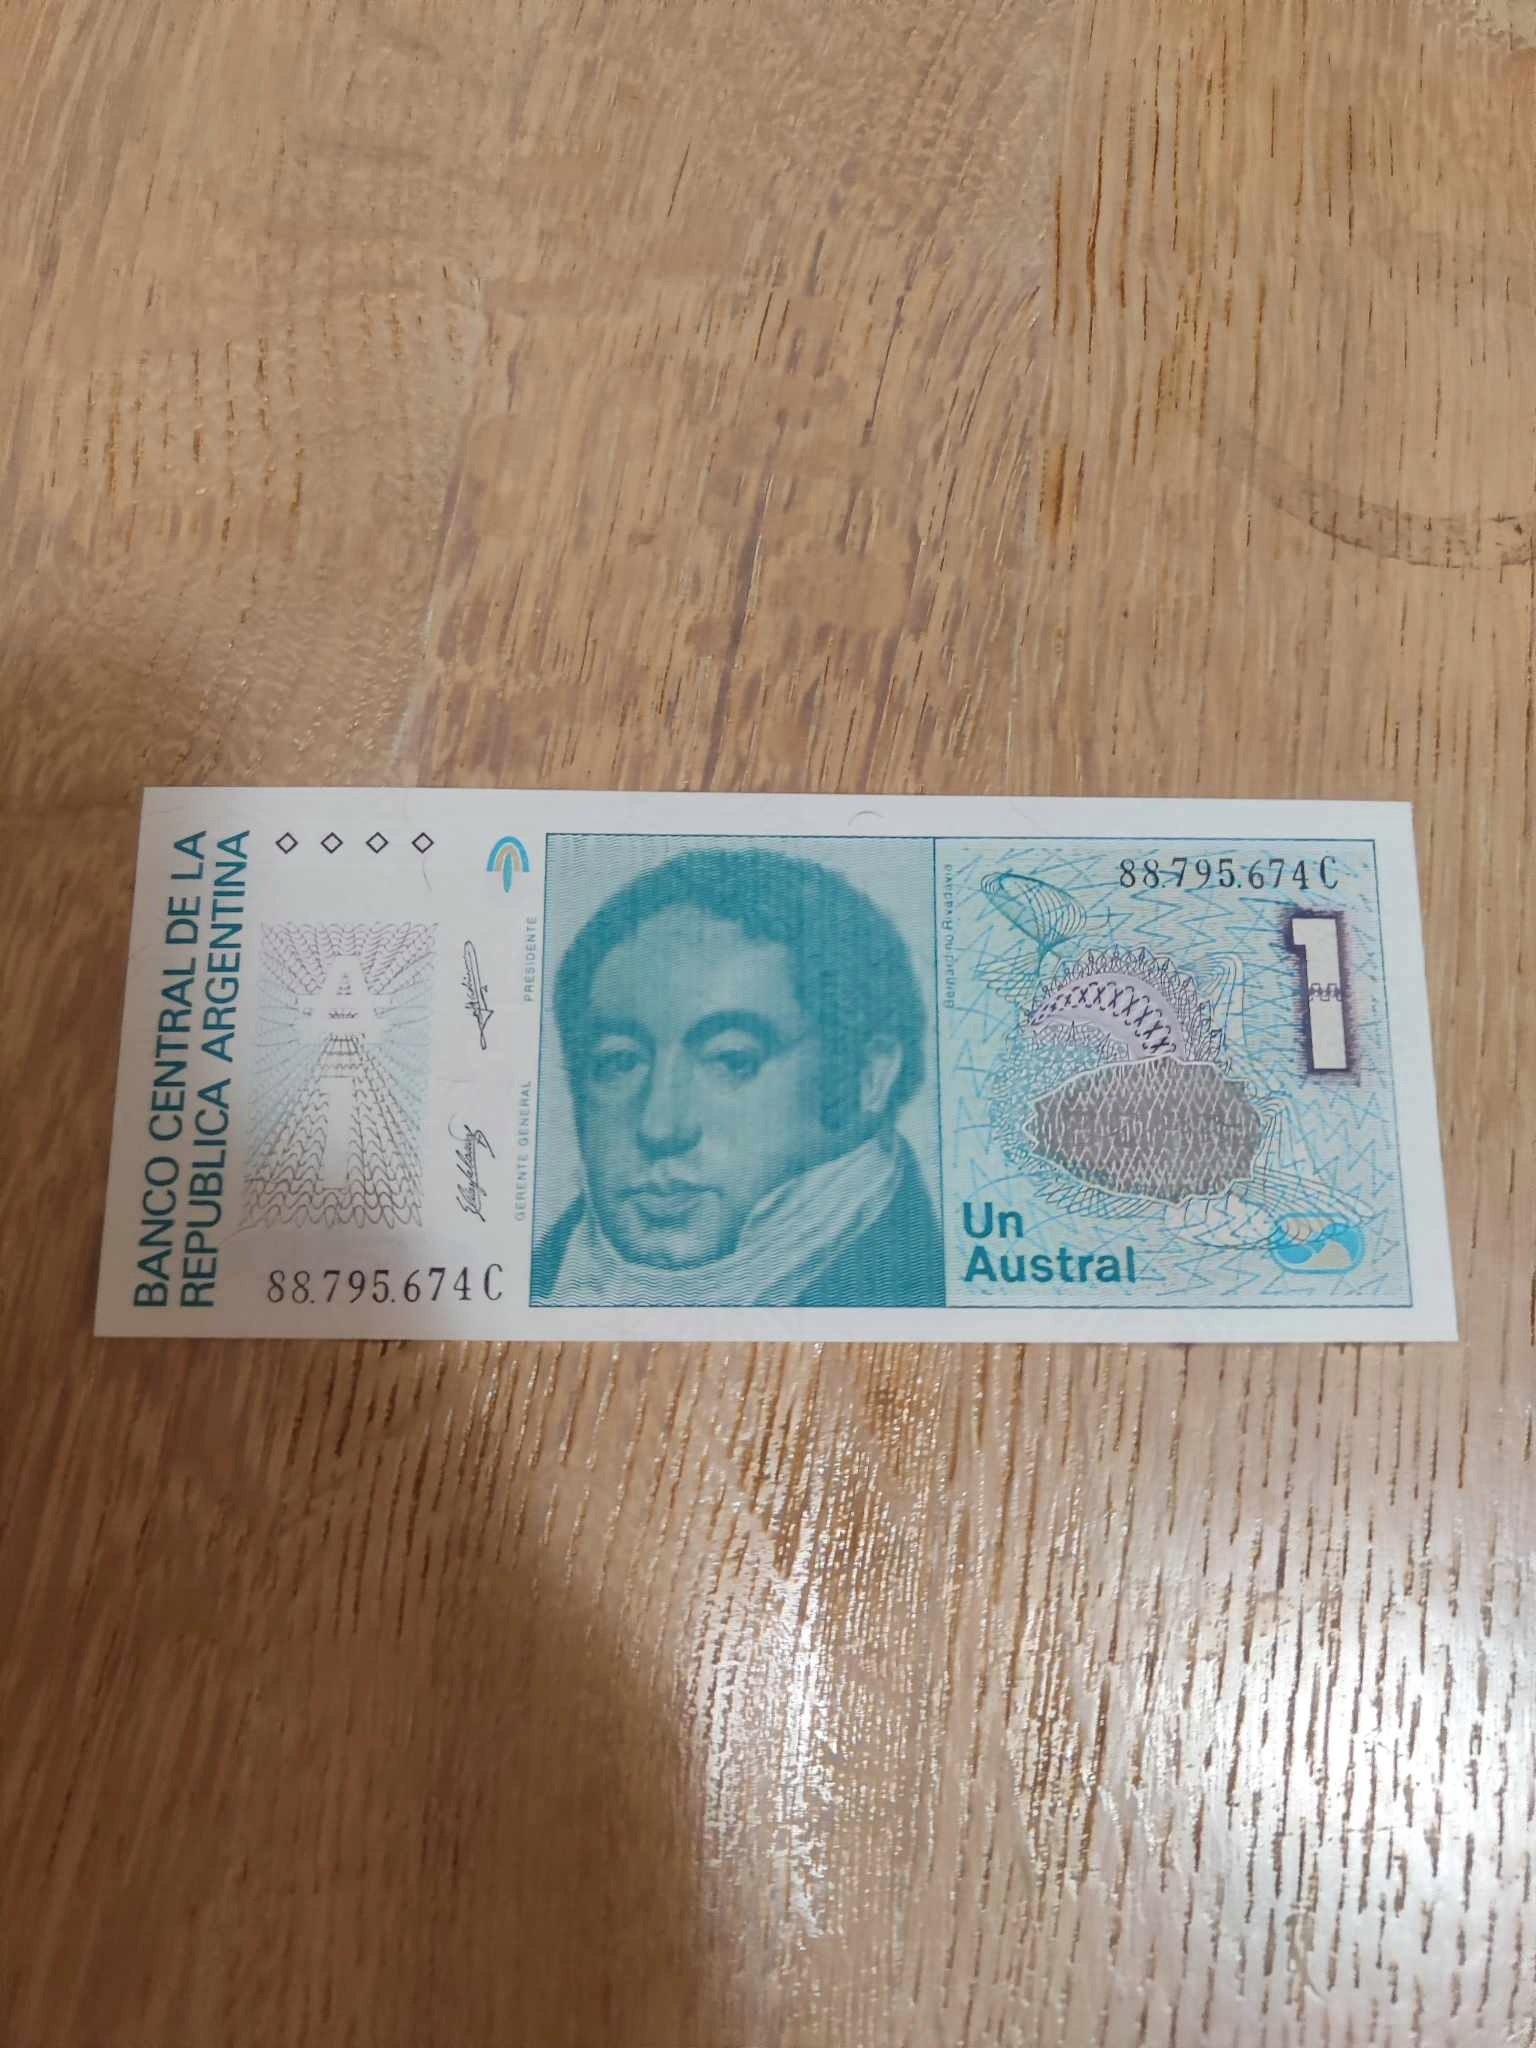 BANCO CENTRAL DE LA
REPUBLICA ARGENTINA
PRESIDENTE
GERENTE GENERAL
88.795.674 C
Bernardino Rivadavia
88.795.674 C
1
Un
Austral